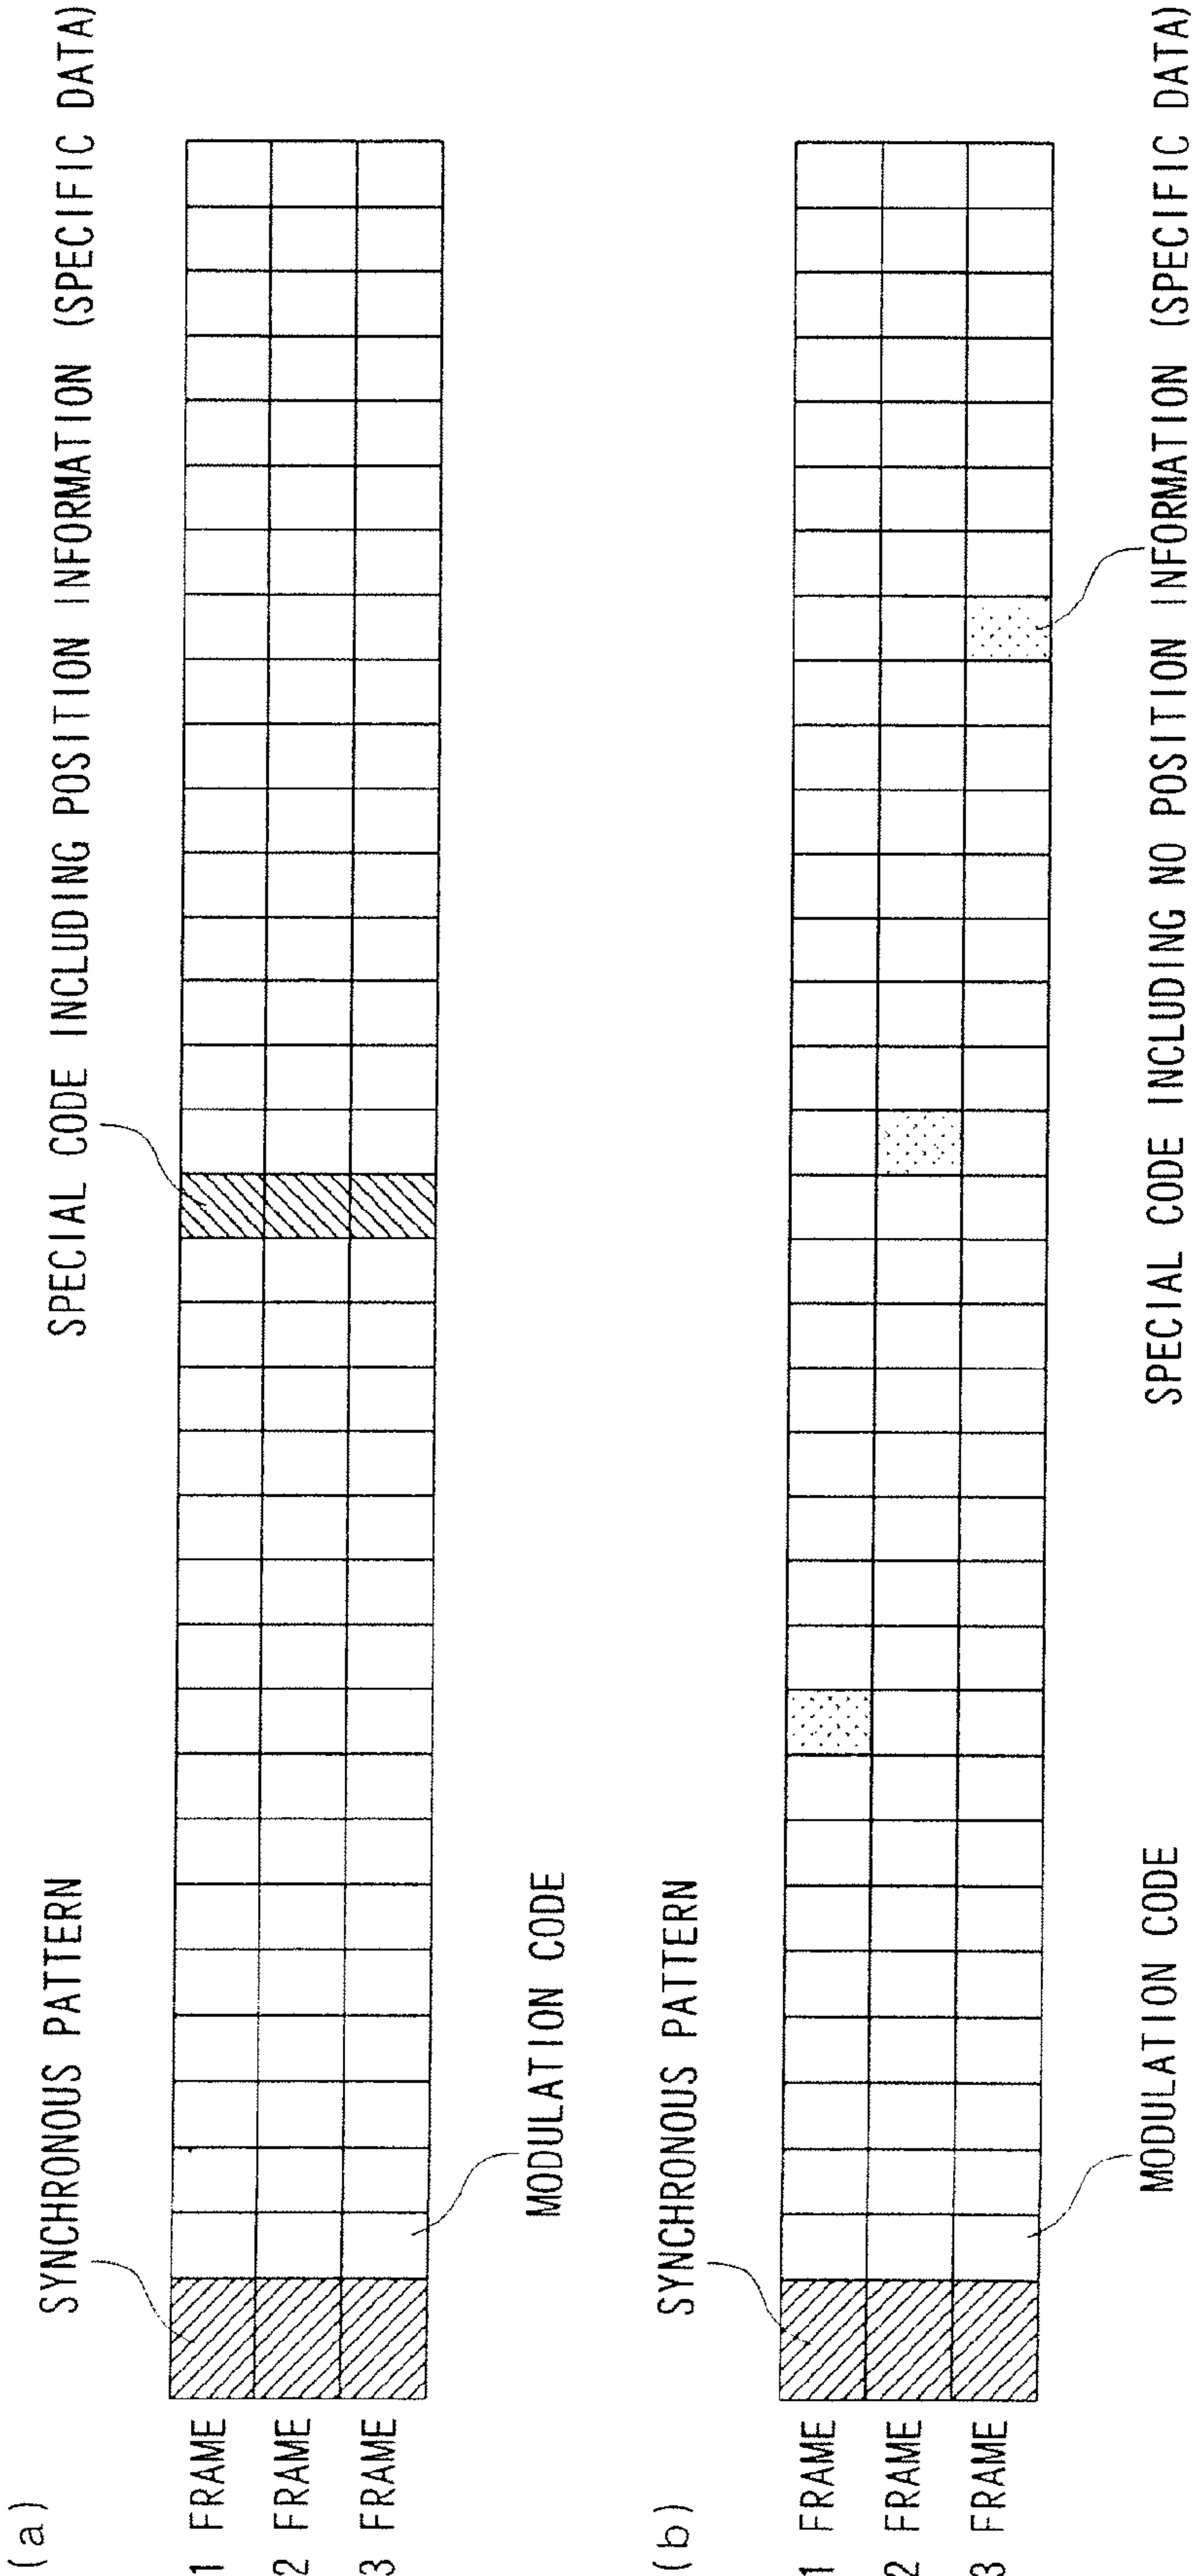 (a)
SYNCHRONOUS PATTERN
SPECIAL CODE INCLUDING POSITION INFORMATION (SPECIFIC DATA)
1 FRAME
2 FRAME
3 FRAME
MODULATION CODE
(b)
SYNCHRONOUS PATTERN
1 FRAME
2 FRAME
3 FRAME
MODULATION CODE
SPECIAL CODE INCLUDING NO POSITION INFORMATION (SPECIFIC DATA)